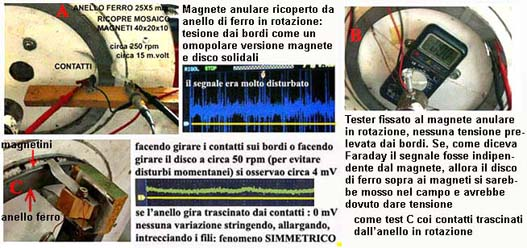 A
ANELLO FERRO 25X5 mm
RICOPRE MOSAICO
MAGNETI 40x20x10
circa 250 rpm
circa 15 m.volt
CONTATTI
Magnete anulare ricoperto da
anello di ferro in rotazione:
tesione dai bordi come un
omopolare versione magnete
e disco solidali
RIGOL STOP
il segnale era molto disturbato
B
Tester fissato al magnete anulare
in rotazione, nessuna tensione pre-
levata dai bordi. Se, come diceva
Faraday il segnale fosse indipen-
dente dal magnete, allora il disco
di ferro sopra ai magneti si sareb-
be mosso nel campo e avrebbe
dovuto dare tensione
come test C coi contatti trascinati
dall'anello in rotazione
magnetini
C
anello ferro
facendo girire i contatti sui bordi o facendo
girare il disco a circa 50 rpm (per evitare
disturbi momentanei) si osservao circa 4 mV
se l'anello gira trascinato dai contatti : 0 mV
nessuna variazione stringendo, allargando,
intrecciando i fili: fenomeno SIMMETRICO